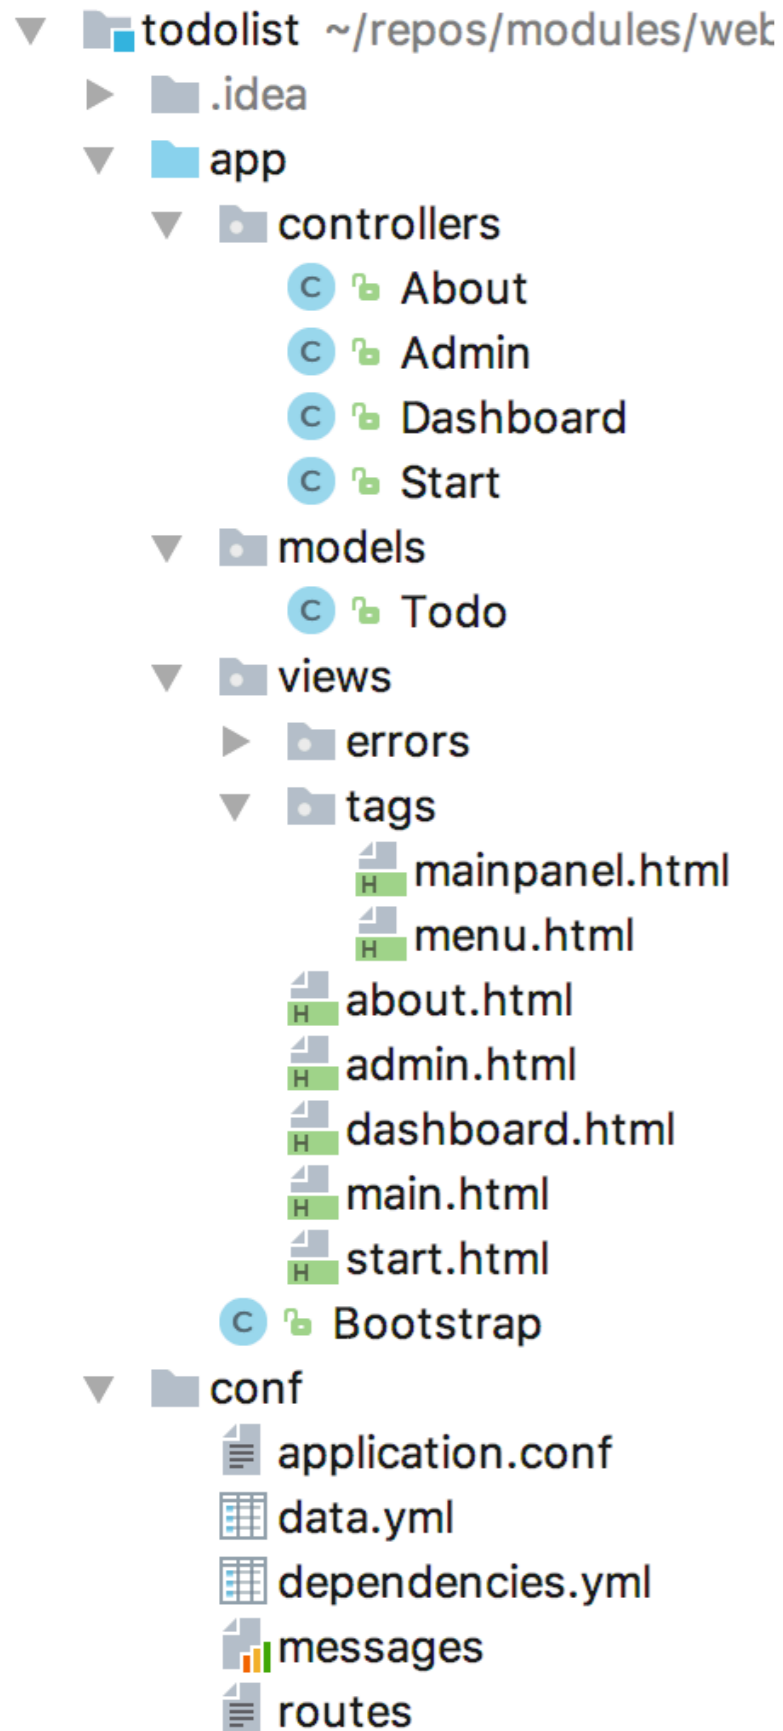 todolist ~/repos/modules/web
.idea
app
controllers
C About
C Admin
C Dashboard
C Start
models
C Todo
views
errors
tags
H mainpanel.html
H menu.html
H about.html
H admin.html
H dashboard.html
H main.html
H start.html
C Bootstrap
conf
application.conf
data.yml
dependencies.yml
messages
routes